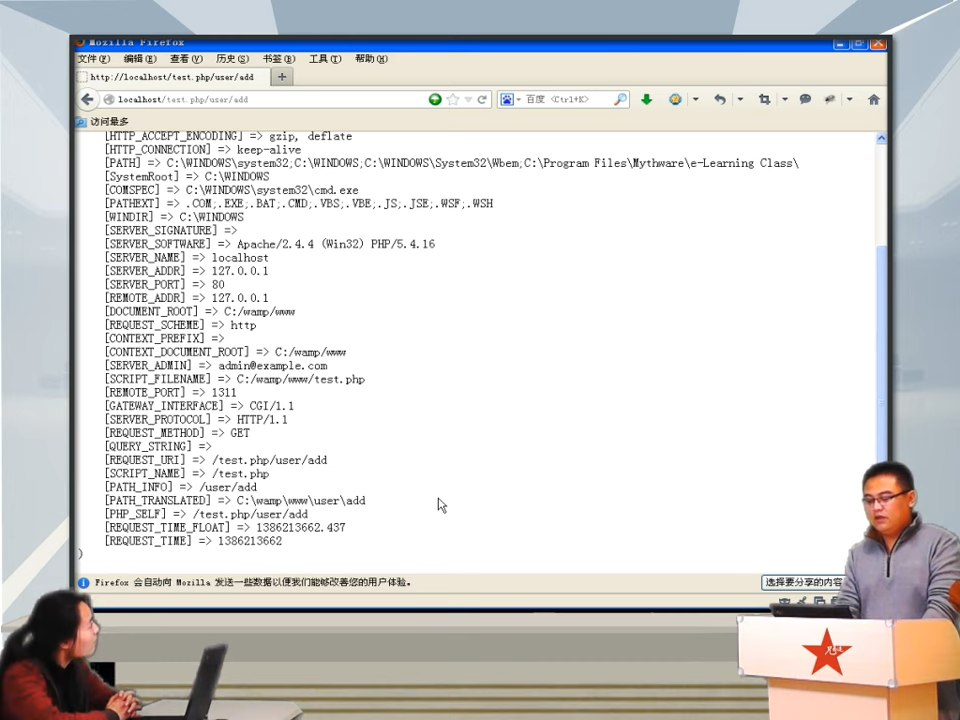 Mozilla Firefox
文件(F) 编辑(E) 查看(V) 历史(S) 书签(B) 工具(T) 帮助(H)
http://localhost/test.php/user/add
localhost/test.php/user/add 百度 <Ctrl+K>
访问最多
[HTTP_ACCEPT_ENCODING] => gzip, deflate
[HTTP_CONNECTION] => keep-alive
[PATH] => C:\WINDOWS\system32;C:\WINDOWS;C:\WINDOWS\System32\Wbem;C:\Program Files\Mythware\e-Learning Class\
[SystemRoot] => C:\WINDOWS
[COMSPEC] => C:\WINDOWS\system32\cmd.exe
[PATHEXT] => .COM;.EXE;.BAT;.CMD;.VBS;.VBE;.JS;.JSE;.WSF;.WSH
[WINDIR] => C:\WINDOWS
[SERVER_SIGNATURE] =>
[SERVER_SOFTWARE] => Apache/2.4.4 (Win32) PHP/5.4.16
[SERVER_NAME] => localhost
[SERVER_ADDR] => 127.0.0.1
[SERVER_PORT] => 80
[REMOTE_ADDR] => 127.0.0.1
[DOCUMENT_ROOT] => C:/wamp/www
[REQUEST_SCHEME] => http
[CONTEXT_PREFIX] =>
[CONTEXT_DOCUMENT_ROOT] => C:/wamp/www
[SERVER_ADMIN] => admin@example.com
[SCRIPT_FILENAME] => C:/wamp/www/test.php
[REMOTE_PORT] => 1311
[GATEWAY_INTERFACE] => CGI/1.1
[SERVER_PROTOCOL] => HTTP/1.1
[REQUEST_METHOD] => GET
[QUERY_STRING] =>
[REQUEST_URI] => /test.php/user/add
[SCRIPT_NAME] => /test.php
[PATH_INFO] => /user/add
[PATH_TRANSLATED] => C:\wamp\www\user\add
[PHP_SELF] => /test.php/user/add
[REQUEST_TIME_FLOAT] => 1386213662.437
[REQUEST_TIME] => 1386213662
)
Firefox 会自动向 Mozilla 发送一些数据以便我们能够改善您的用户体验。 选择要分享的内容